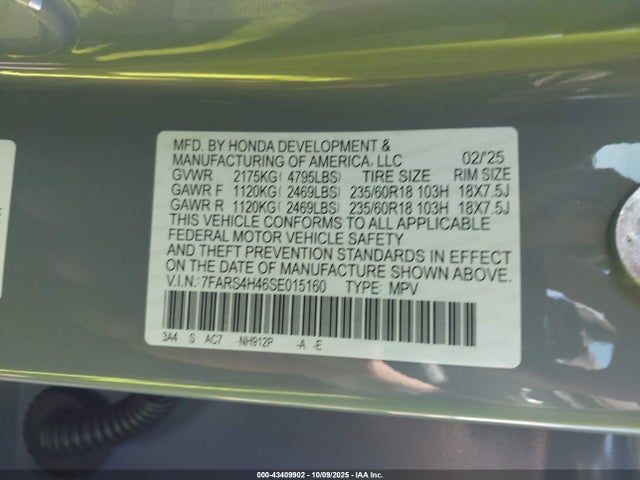 MFD. BY HONDA DEVELOPMENT &
MANUFACTURING OF AMERICA, LLC 02/'25
GVWR 2175KG( 4795LBS) TIRE SIZE RIM SIZE
GAWR F 1120KG( 2469LBS) 235/60R18 103H 18X7.5J
GAWR R 1120KG( 2469LBS) 235/60R18 103H 18X7.5J
THIS VEHICLE CONFORMS TO ALL APPLICABLE
FEDERAL MOTOR VEHICLE SAFETY
AND THEFT PREVENTION STANDARDS IN EFFECT
ON THE DATE OF MANUFACTURE SHOWN ABOVE.
V.I.N.: 7FARS4H46SE015160 TYPE: MPV
3A4 S AC7 -NH912P -A -E
000-43409902 - 10/09/2025 - IAA Inc.